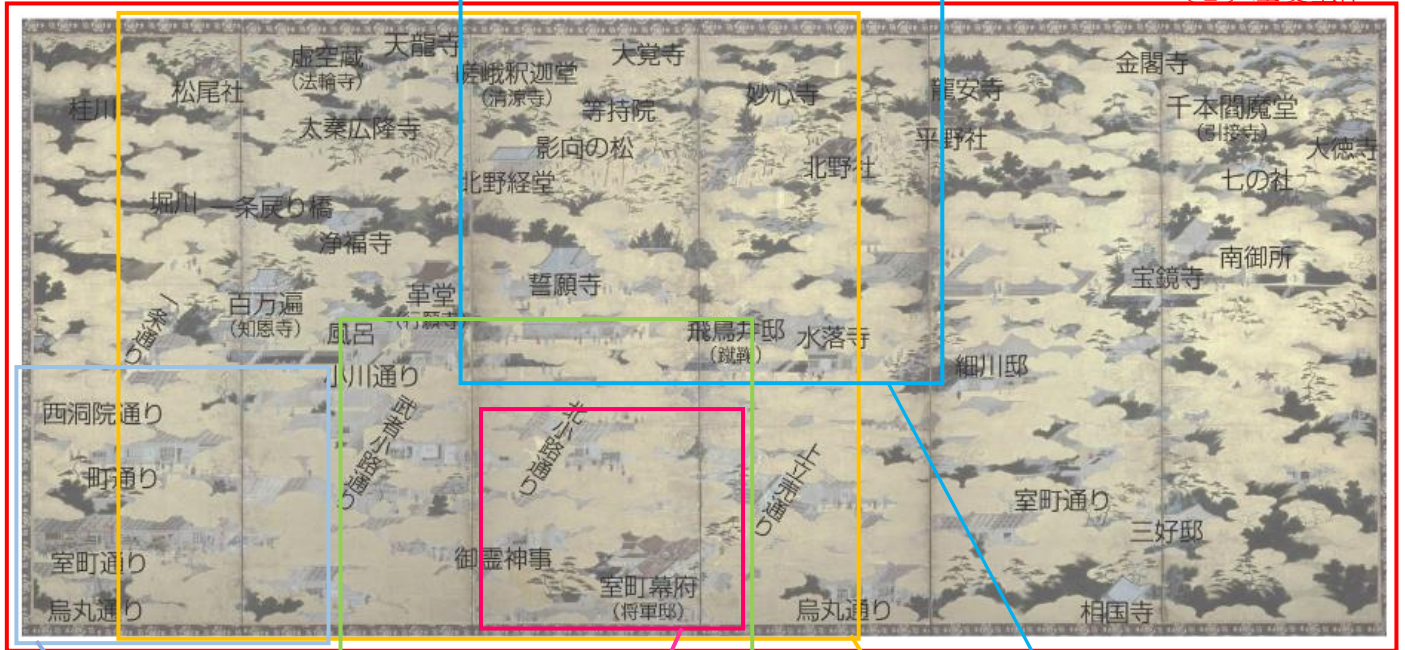 天龍寺
虚空蔵
(法輪寺)
大覚寺
金閣寺
嵯峨釈迦堂
(清涼寺)
松尾社
桂川
妙心寺
龍安寺
等持院
千本閻魔堂
(引接寺)
太秦広隆寺
影向の松
平野社
大徳寺
北野社
北野経堂
七の社
堀川
一条戻り橋
浄福寺
南御所
誓願寺
宝鏡寺
百万遍
(知恩寺)
革堂
(行願寺)
一条通り
風呂
飛鳥井邸
(蹴鞠)
水落寺
細川邸
小川通り
西洞院通り
武者小路通り
北小路通り
上立売通り
町通り
室町通り
三好邸
室町通り
御霊神事
室町幕府
(将軍邸)
烏丸通り
烏丸通り
相国寺